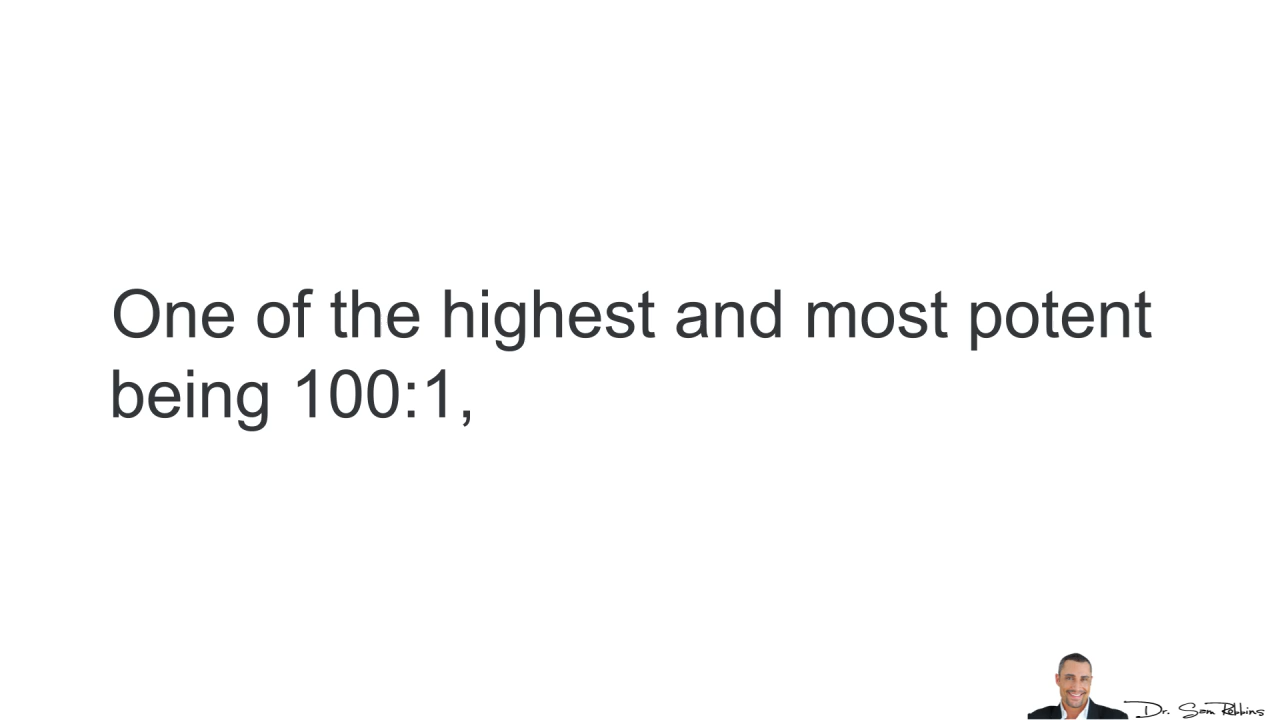 One of the highest and most potent
being 100:1,
Dr. Sam Robbins